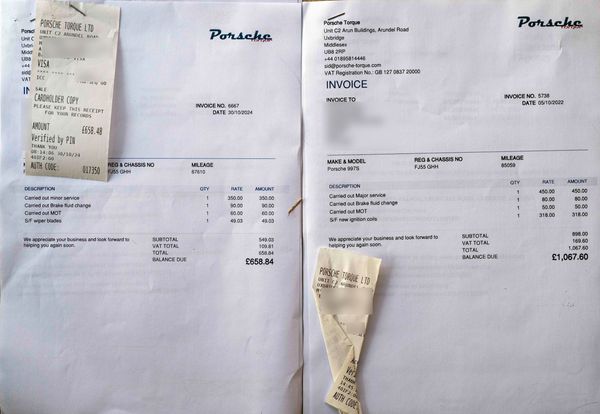 PORSCHE TORQUE LTD
UNIT C2 ARUNDEL ROAD
VISA
ICC
SALE
CARDHOLDER COPY
PLEASE KEEP THIS RECEIPT
FOR YOUR RECORDS
AMOUNT £658.48
Verified by PIN
THANK YOU
AUTH CODE: 017350
Porsche
INVOICE NO. 6667
DATE 30/10/2024
REG & CHASSIS NO MILEAGE
FJ55 GHH 87610
DESCRIPTION QTY RATE AMOUNT
Carried out minor service 1 350.00 350.00
Carried out Brake fluid change 1 90.00 90.00
Carried out MOT 1 60.00 60.00
S/F wiper blades 1 49.03 49.03
We appreciate your business and look forward to
helping you again soon.
SUBTOTAL 549.03
VAT TOTAL 109.81
TOTAL 658.84
BALANCE DUE £658.84
Porsche Torque
Unit C2 Arun Buildings, Arundel Road
Uxbridge
Middlesex
UB8 2RP
+44 01895814446
sid@porsche-torque.com
VAT Registration No.: GB 127 0837 20000
INVOICE
Porsche
INVOICE TO
INVOICE NO. 5738
DATE 05/10/2022
MAKE & MODEL REG & CHASSIS NO MILEAGE
Porsche 997S FJ55 GHH 85059
DESCRIPTION QTY RATE AMOUNT
Carried out Major service 1 450.00 450.00
Carried out Brake fluid change 1 80.00 80.00
Carried out MOT 1 50.00 50.00
S/F new ignition coils 1 318.00 318.00
We appreciate your business and look forward to
helping you again soon.
SUBTOTAL 898.00
VAT TOTAL 169.60
TOTAL 1,067.60
BALANCE DUE £1,067.60
PORSCHE TORQUE LTD
AUTH CODE: